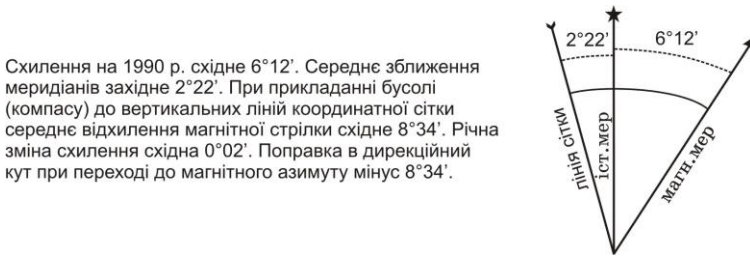 2°22’
6°12’
Схилення на 1990 р. східне 6°12’. Середнє зближення
меридіанів західне 2°22’. При прикладанні бусолі
(компасу) до вертикальних ліній координатної сітки
середнє відхилення магнітної стрілки східне 8°34’. Річна
зміна схилення східна 0°02’. Поправка в дирекційний
кут при переході до магнітного азимуту мінус 8°34’.
лінія сітки
іст.мер
магн.мер